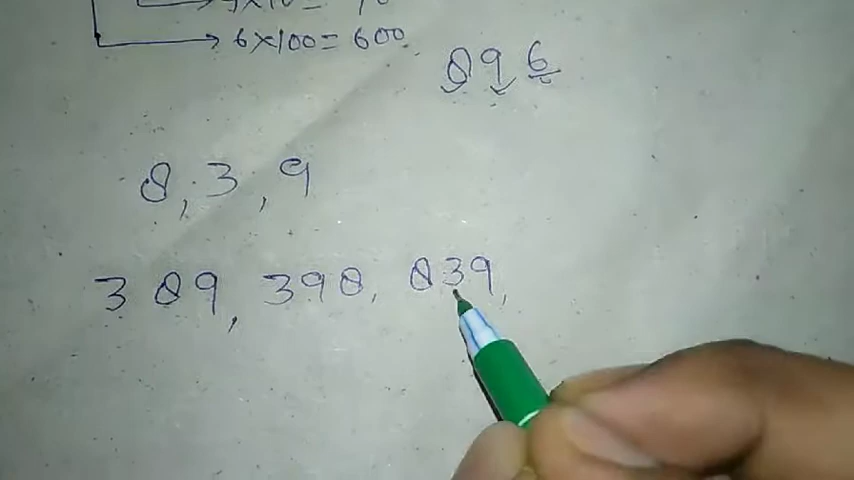 6×100= 600
896
8, 3, 9
389, 398, 839,